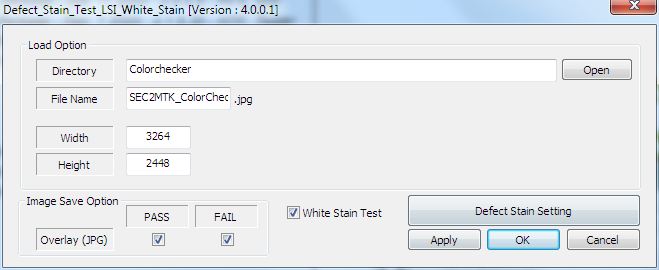 Defect_Stain_Test_LSI_White_Stain [Version : 4.0.0.1]
Load Option
Directory Colorchecker Open
File Name SEC2MTK_ColorChec .jpg
Width 3264
Height 2448
Image Save Option
PASS FAIL
Overlay (JPG)
White Stain Test
Defect Stain Setting
Apply OK Cancel